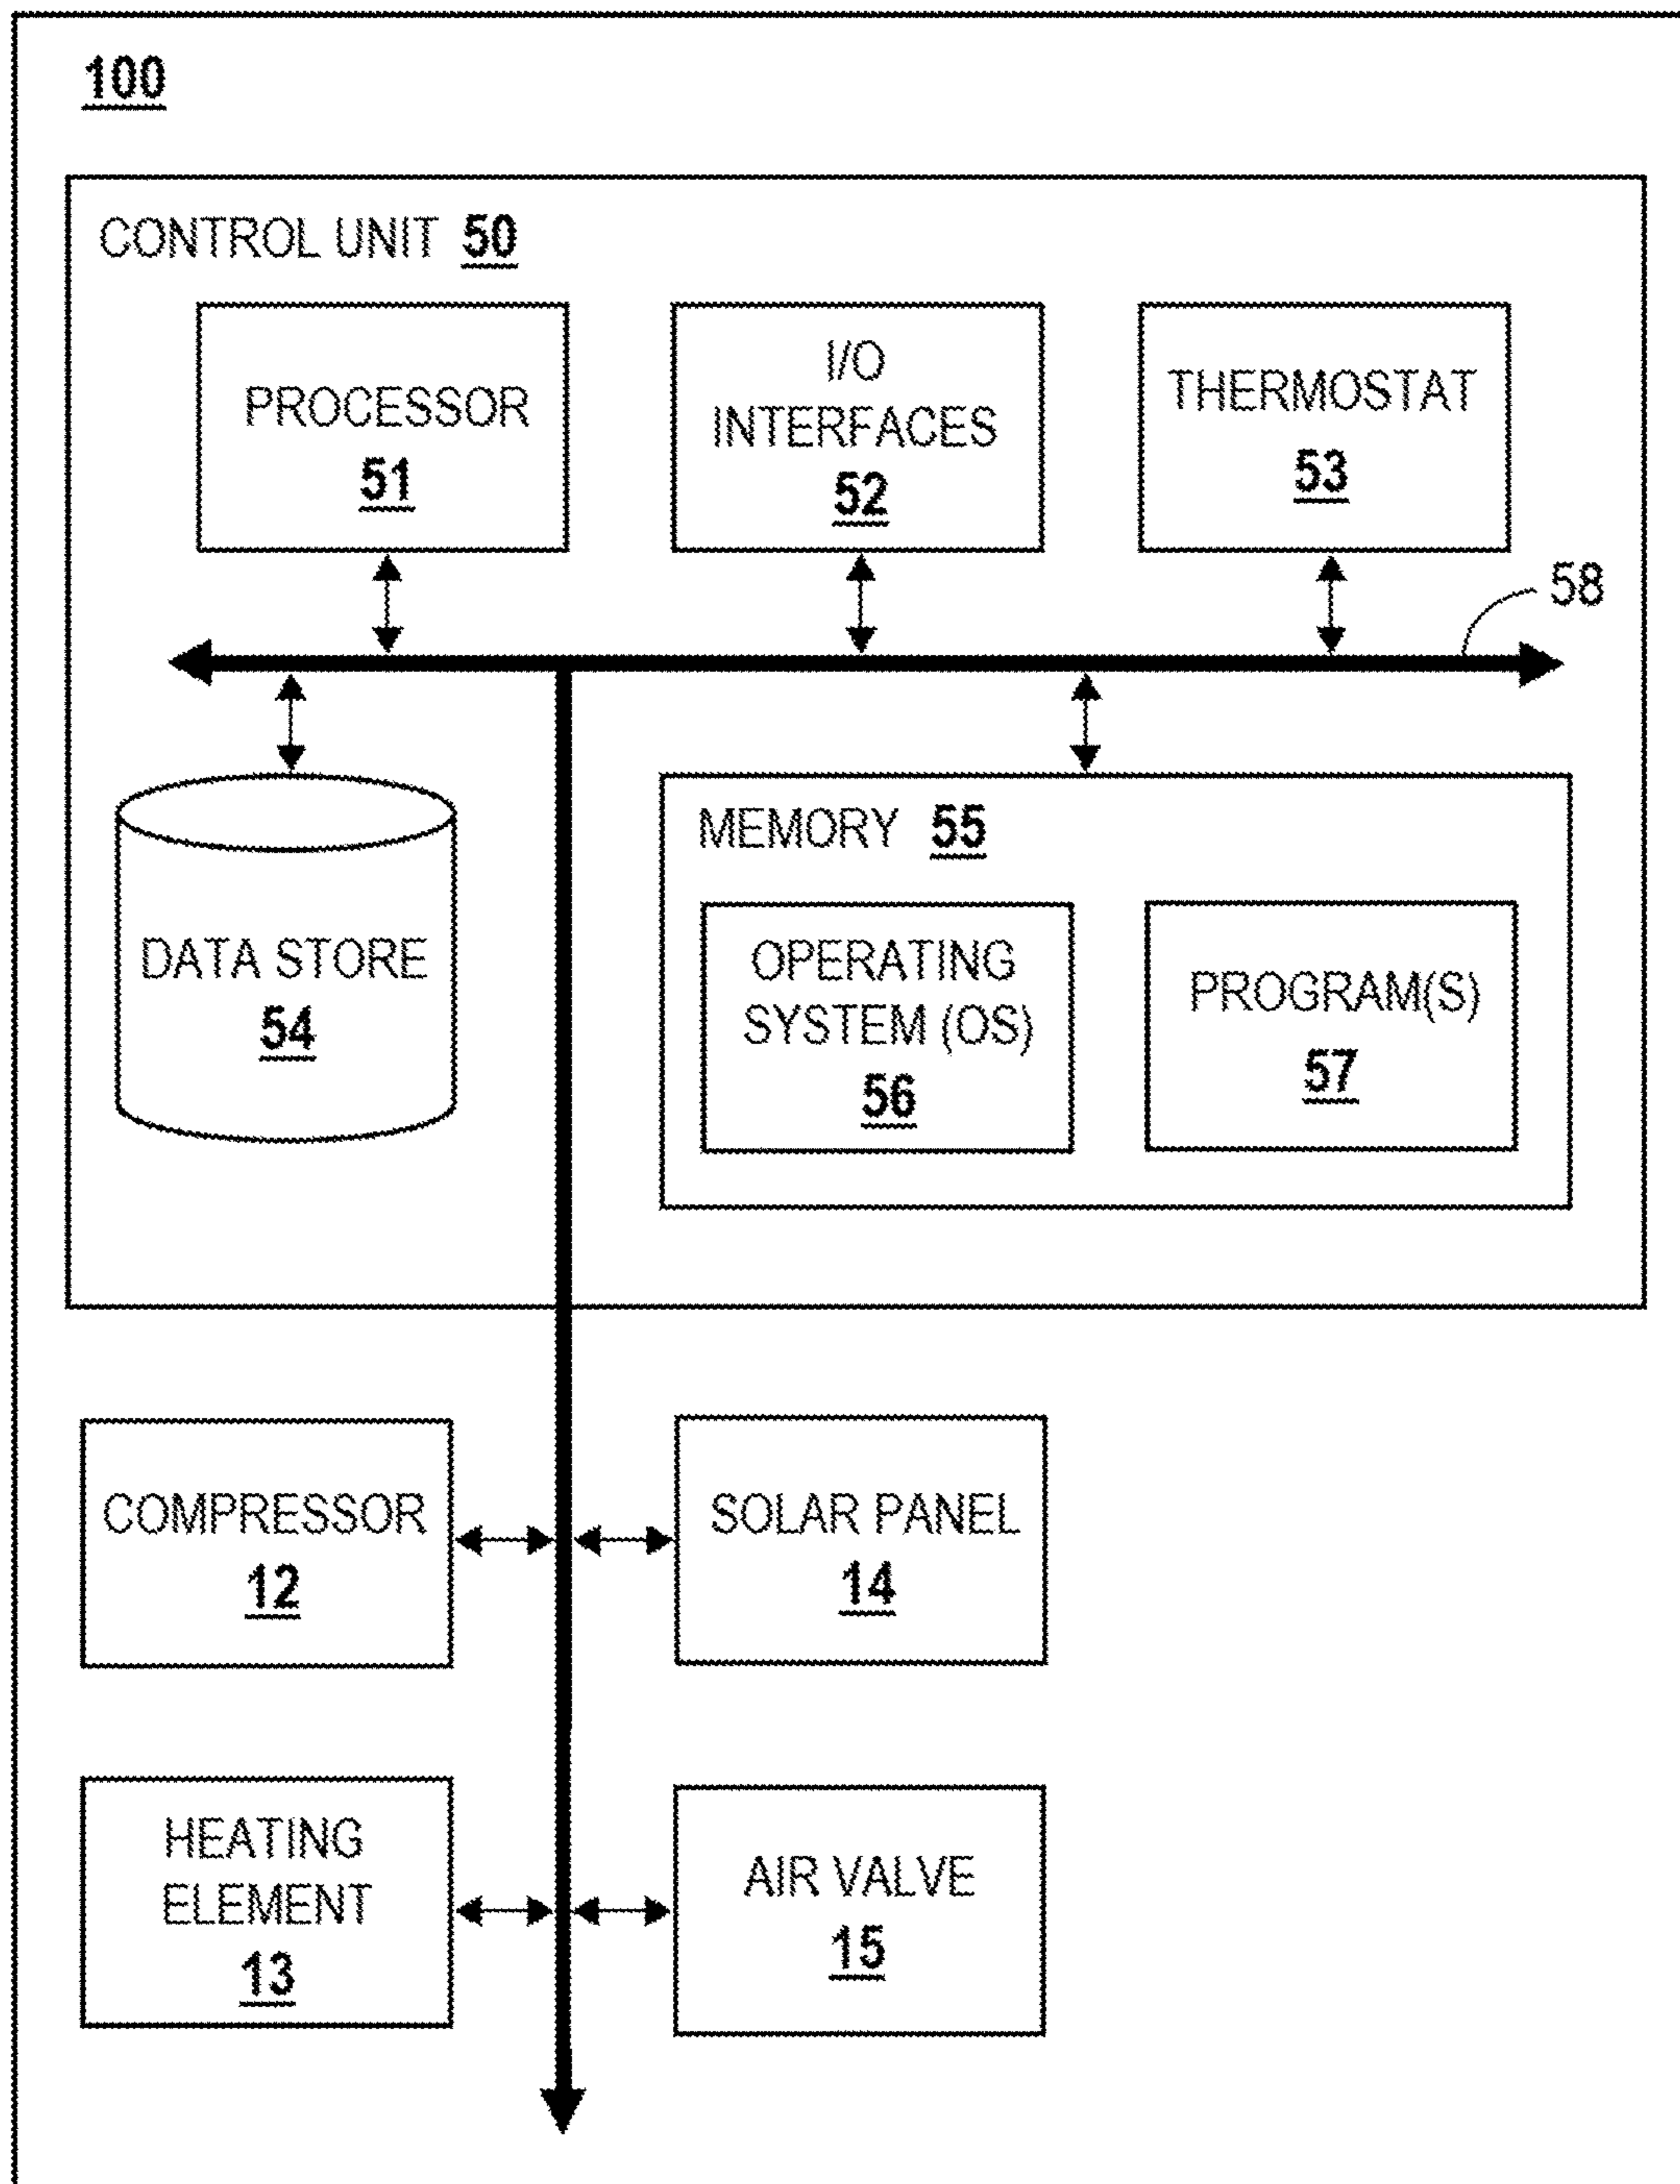 100
CONTROL UNIT 50
PROCESSOR
51
I/O
INTERFACES
52
THERMOSTAT
53
58
DATA STORE
54
MEMORY 55
OPERATING
SYSTEM (OS)
56
PROGRAM(S)
57
COMPRESSOR
12
SOLAR PANEL
14
HEATING
ELEMENT
13
AIR VALVE
15